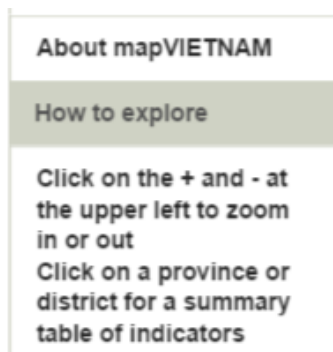 About mapVIETNAM
How to explore
Click on the + and - at
the upper left to zoom
in or out
Click on a province or
district for a summary
table of indicators